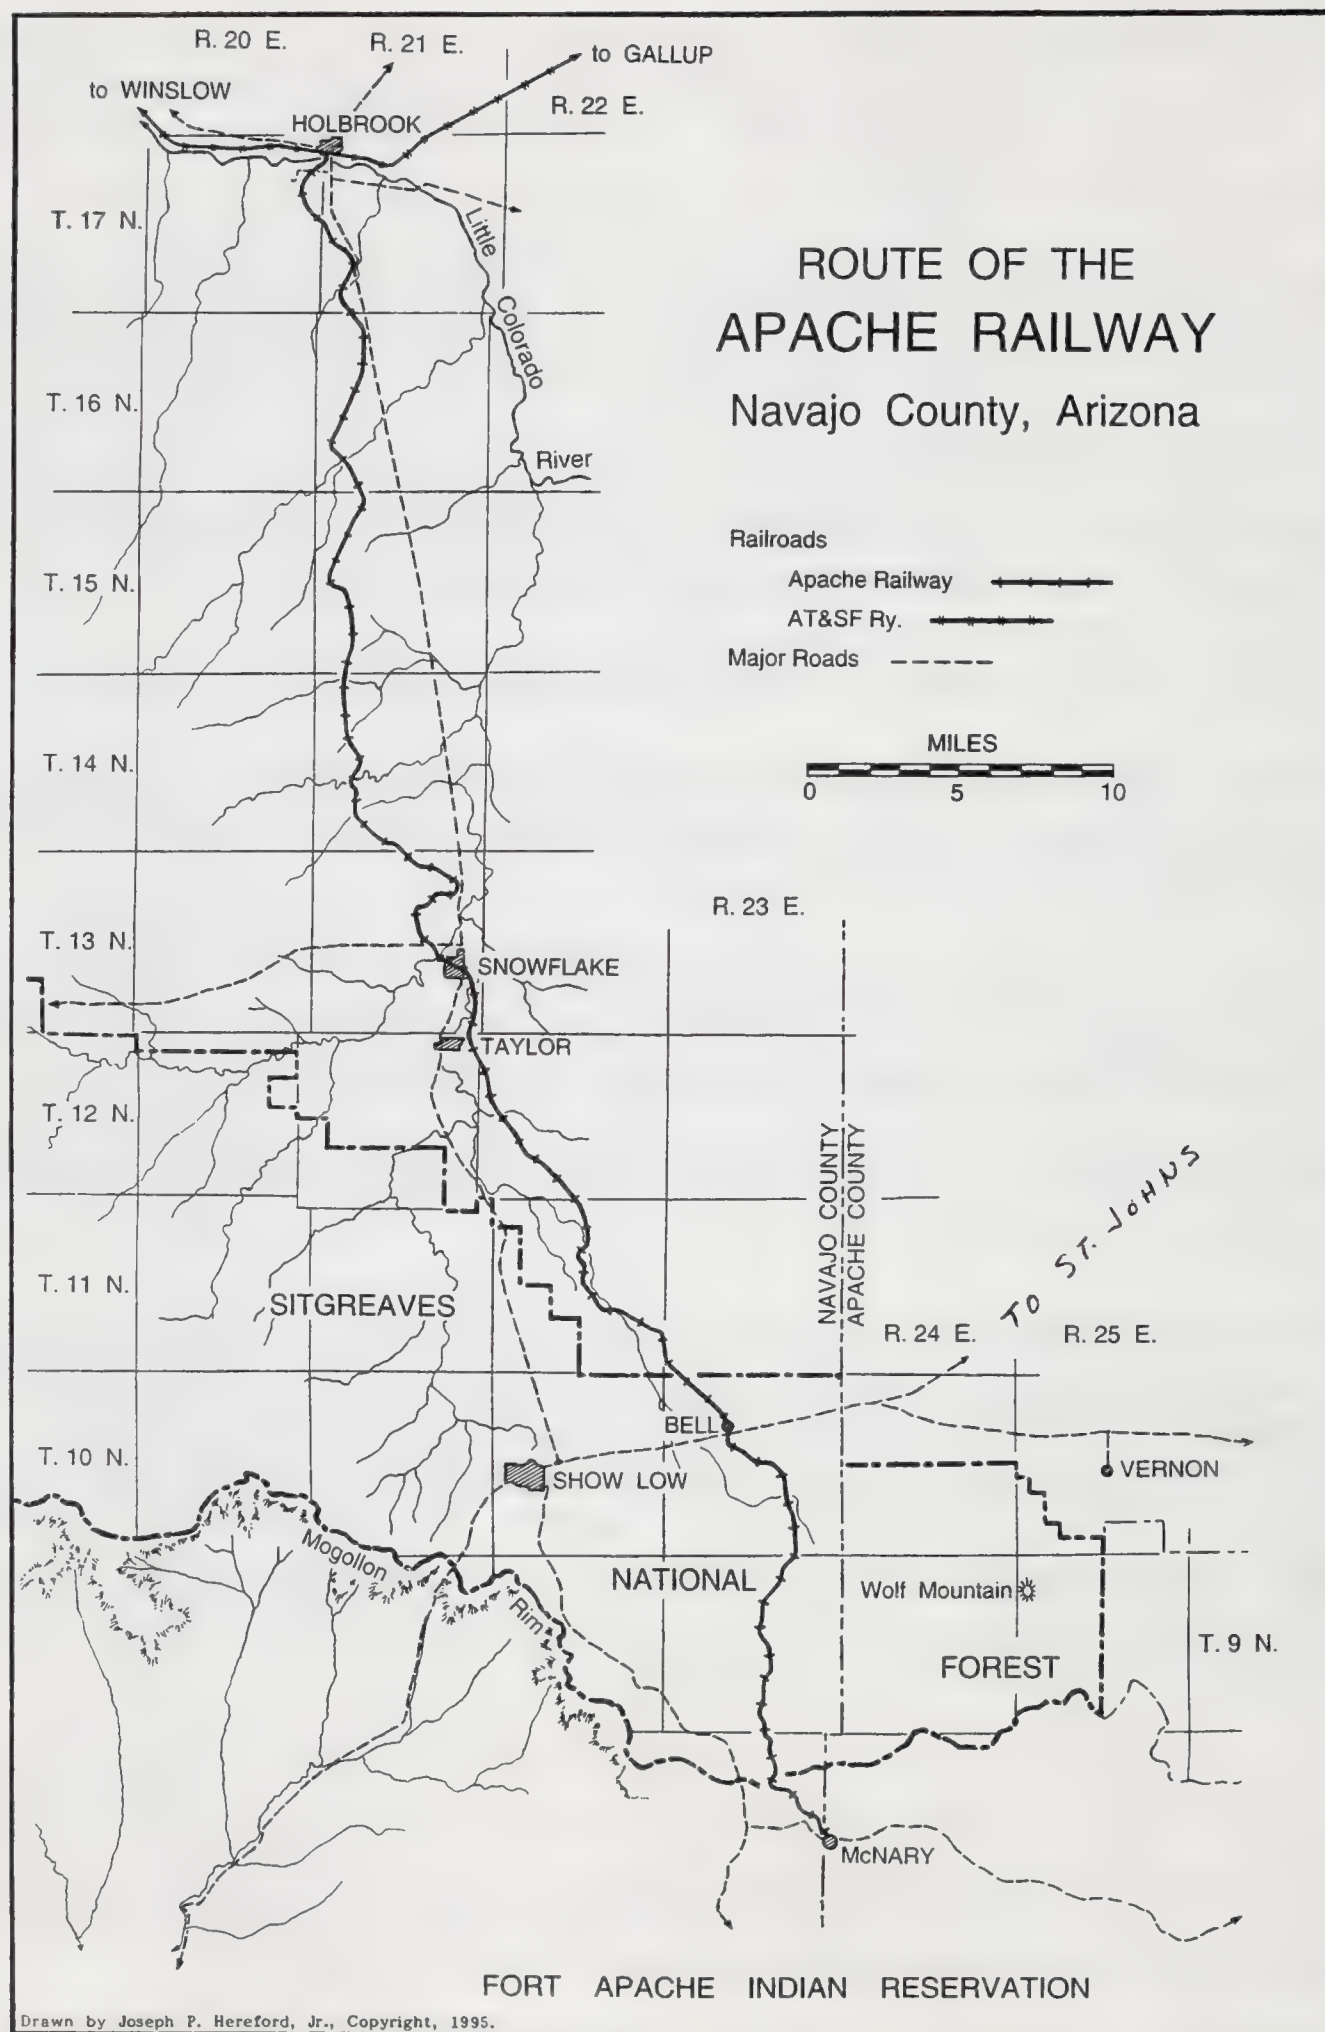 R. 20 E.
R. 21 E.
to GALLUP
to WINSLOW
R. 22 E.
HOLBROOK
T. 17 N.
Little
Colorado
River
ROUTE OF THE
APACHE RAILWAY
Navajo County, Arizona
T. 16 N.
Railroads
Apache Railway
AT&SF Ry.
Major Roads
T. 15 N.
MILES
0 5 10
T. 14 N.
R. 23 E.
T. 13 N.
SNOWFLAKE
TAYLOR
T. 12 N.
NAVAJO COUNTY
APACHE COUNTY
TO ST. JOHNS
T. 11 N.
SITGREAVES
R. 24 E.
R. 25 E.
BELL
T. 10 N.
SHOW LOW
VERNON
Mogollon
Rim
NATIONAL
Wolf Mountain
T. 9 N.
FOREST
McNARY
FORT APACHE INDIAN RESERVATION
Drawn by Joseph P. Hereford, Jr., Copyright, 1995.